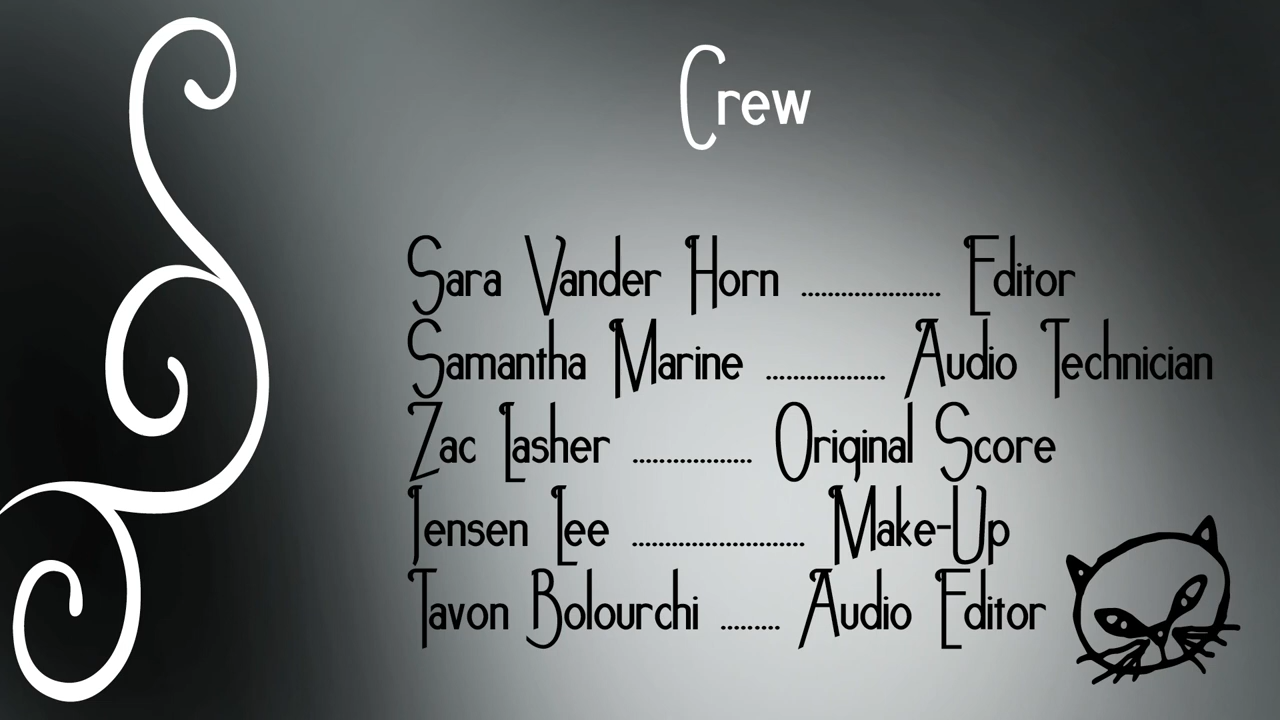 Crew
Sara Vander Horn ..................... Editor
Samantha Marine .................. Audio Technician
Zac Lasher .................. Original Score
Jensen Lee .......................... Make-Up
Tavon Bolourchi ......... Audio Editor